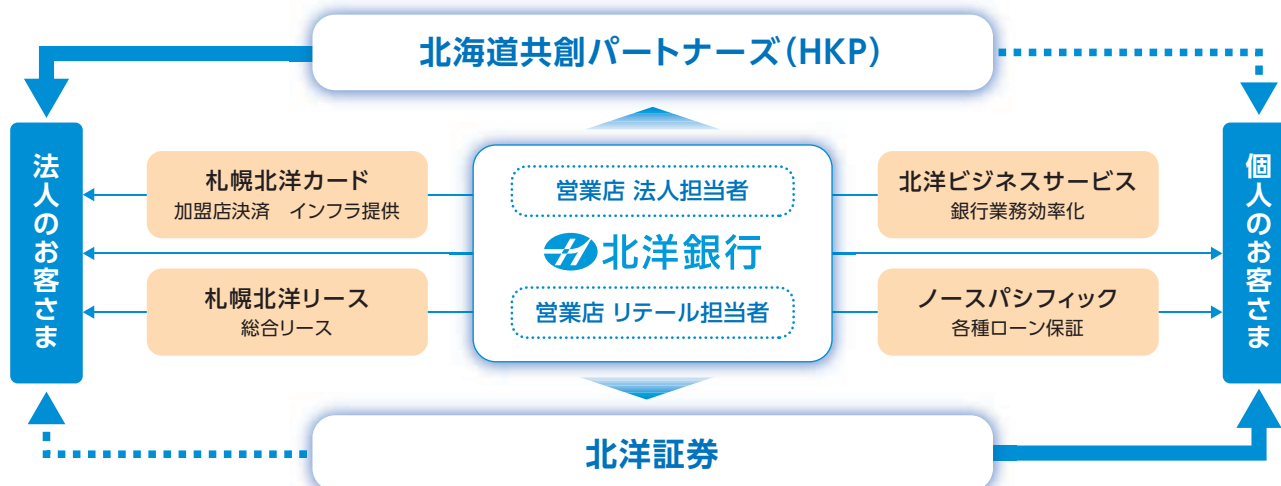 北海道共創パートナーズ（HKP）
法人のお客さま
札幌北洋カード
加盟店決済　インフラ提供
札幌北洋リース
総合リース
営業店 法人担当者
北洋銀行
営業店 リテール担当者
北洋ビジネスサービス
銀行業務効率化
ノースパシフィック
各種ローン保証
個人のお客さま
北洋証券